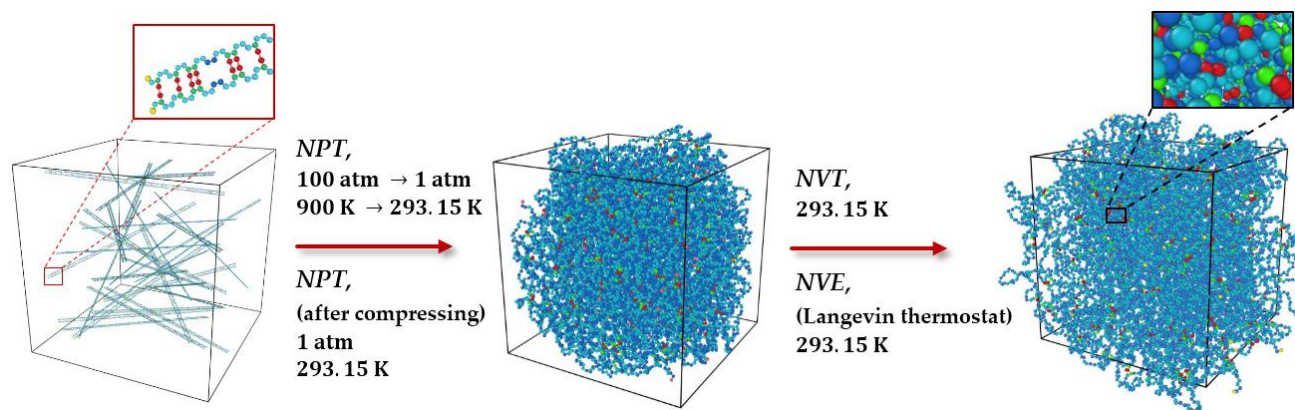 NPT,
100 atm → 1 atm
900 K → 293.15 K
NPT,
(after compressing)
1 atm
293.15 K
NVT,
293.15 K
NVE,
(Langevin thermostat)
293.15 K